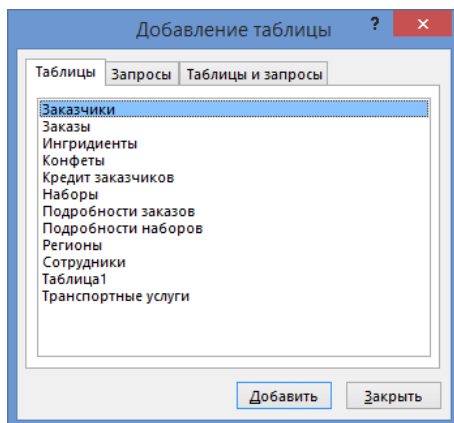 Добавление таблицы ? ×
Таблицы Запросы Таблицы и запросы
Заказчики
Заказы
Ингридиенты
Конфеты
Кредит заказчиков
Наборы
Подробности заказов
Подробности наборов
Регионы
Сотрудники
Таблица1
Транспортные услуги
Добавить Закрыть